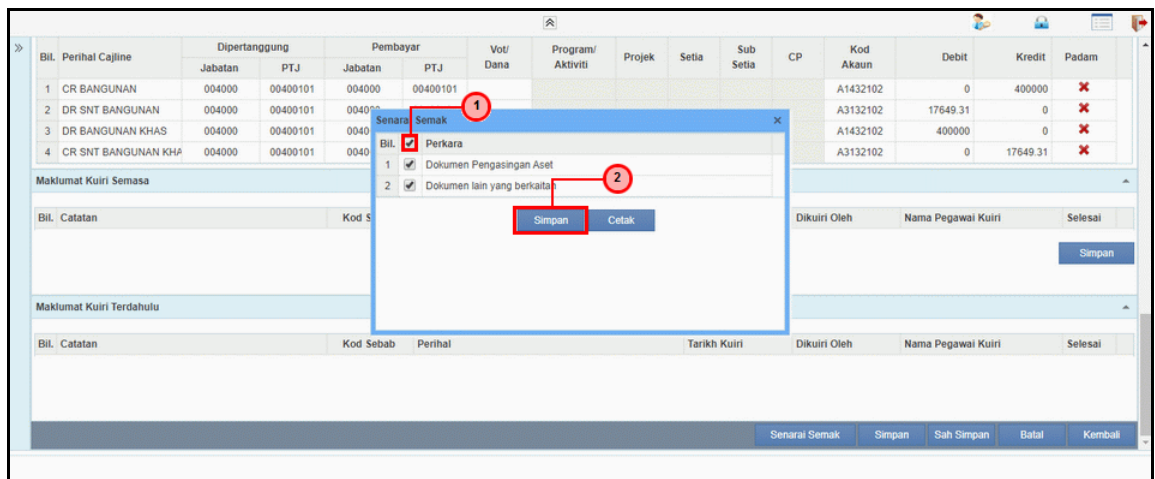 Bil. Perihal Cajline Dipertanggung Pembayar Vot/ Dana Program/ Aktiviti Projek Setia Sub Setia CP Kod Akaun Debit Kredit Padam
Jabatan PTJ Jabatan PTJ
1 CR BANGUNAN 004000 00400101 004000 00400101 A1432102 0 400000
2 DR SNT BANGUNAN 004000 00400101 A3132102 17649.31 0
3 DR BANGUNAN KHAS 004000 00400101 0040 A1432102 400000 0
4 CR SNT BANGUNAN KHA 004000 00400101 0040 A3132102 0 17649.31
1
Senarai Semak
Bil. Perkara
1 Dokumen Pengasingan Aset
2 Dokumen lain yang berkaitan
2
Simpan Cetak
Maklumat Kuiri Semasa
Bil. Catatan Kod S Dikuiri Oleh Nama Pegawai Kuiri Selesai
Simpan
Maklumat Kuiri Terdahulu
Bil. Catatan Kod Sebab Perihal Tarikh Kuiri Dikuiri Oleh Nama Pegawai Kuiri Selesai
Senarai Semak Simpan Sah Simpan Batal Kembali